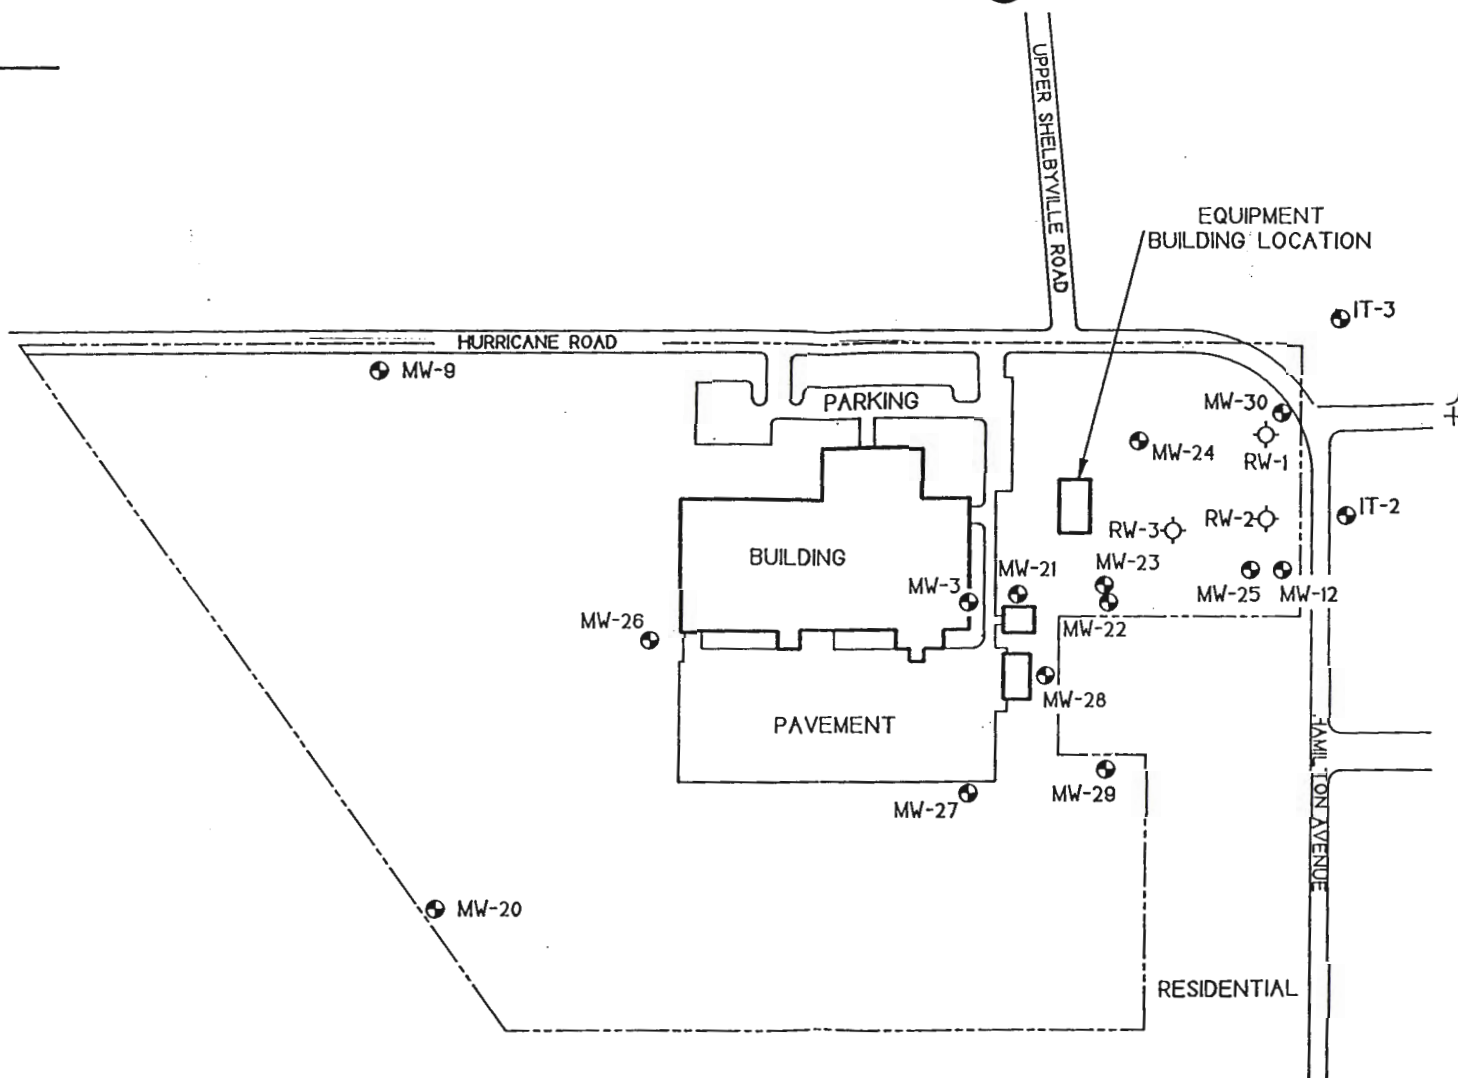 UPPER SHELBYVILLE ROAD
EQUIPMENT
BUILDING LOCATION
IT-3
HURRICANE ROAD
MW-9
PARKING
MW-30
MW-24
RW-1
IT-2
RW-2
RW-3
BUILDING
MW-23
MW-21
MW-3
MW-25
MW-12
MW-26
MW-22
MW-28
PAVEMENT
MW-29
MW-27
HAMILTON AVENUE
MW-20
RESIDENTIAL